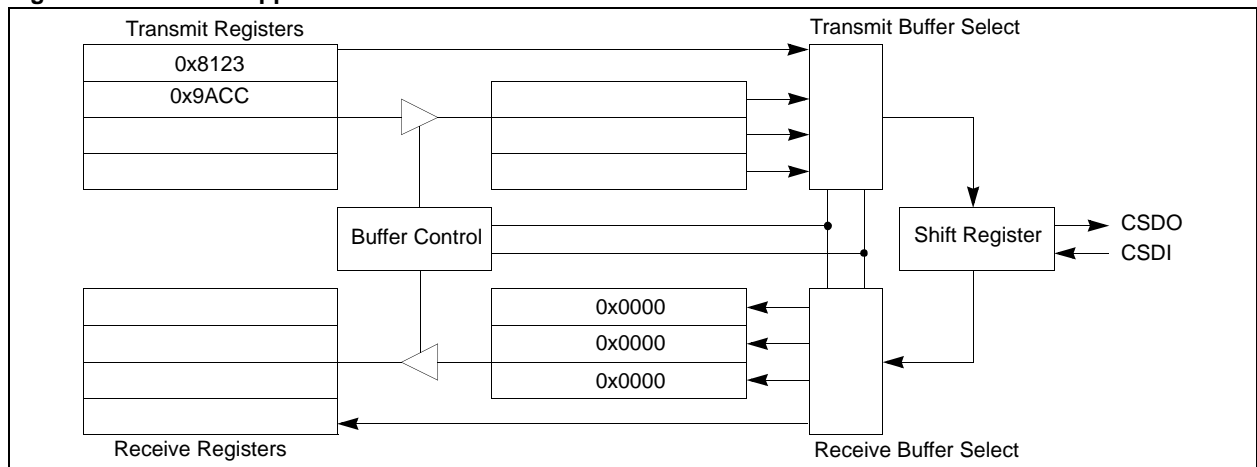 Transmit Registers
Transmit Buffer Select
0x8123
0x9ACC
Buffer Control
Shift Register
CSDO
CSDI
0x0000
0x0000
0x0000
Receive Registers
Receive Buffer Select